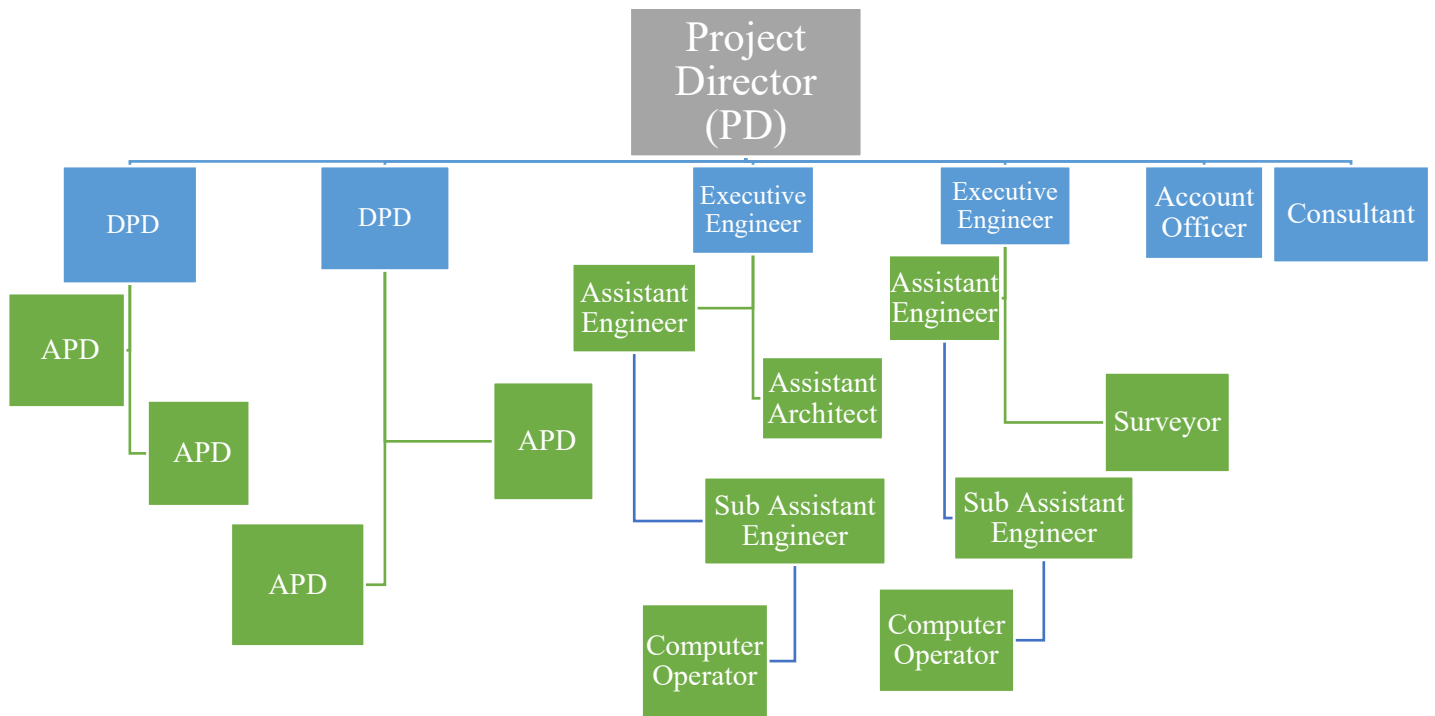 Project
Director
(PD)
DPD
DPD
Executive
Engineer
Executive
Engineer
Account
Officer
Consultant
APD
APD
APD
APD
Assistant
Engineer
Assistant
Architect
Sub Assistant
Engineer
Computer
Operator
Assistant
Engineer
Surveyor
Sub Assistant
Engineer
Computer
Operator